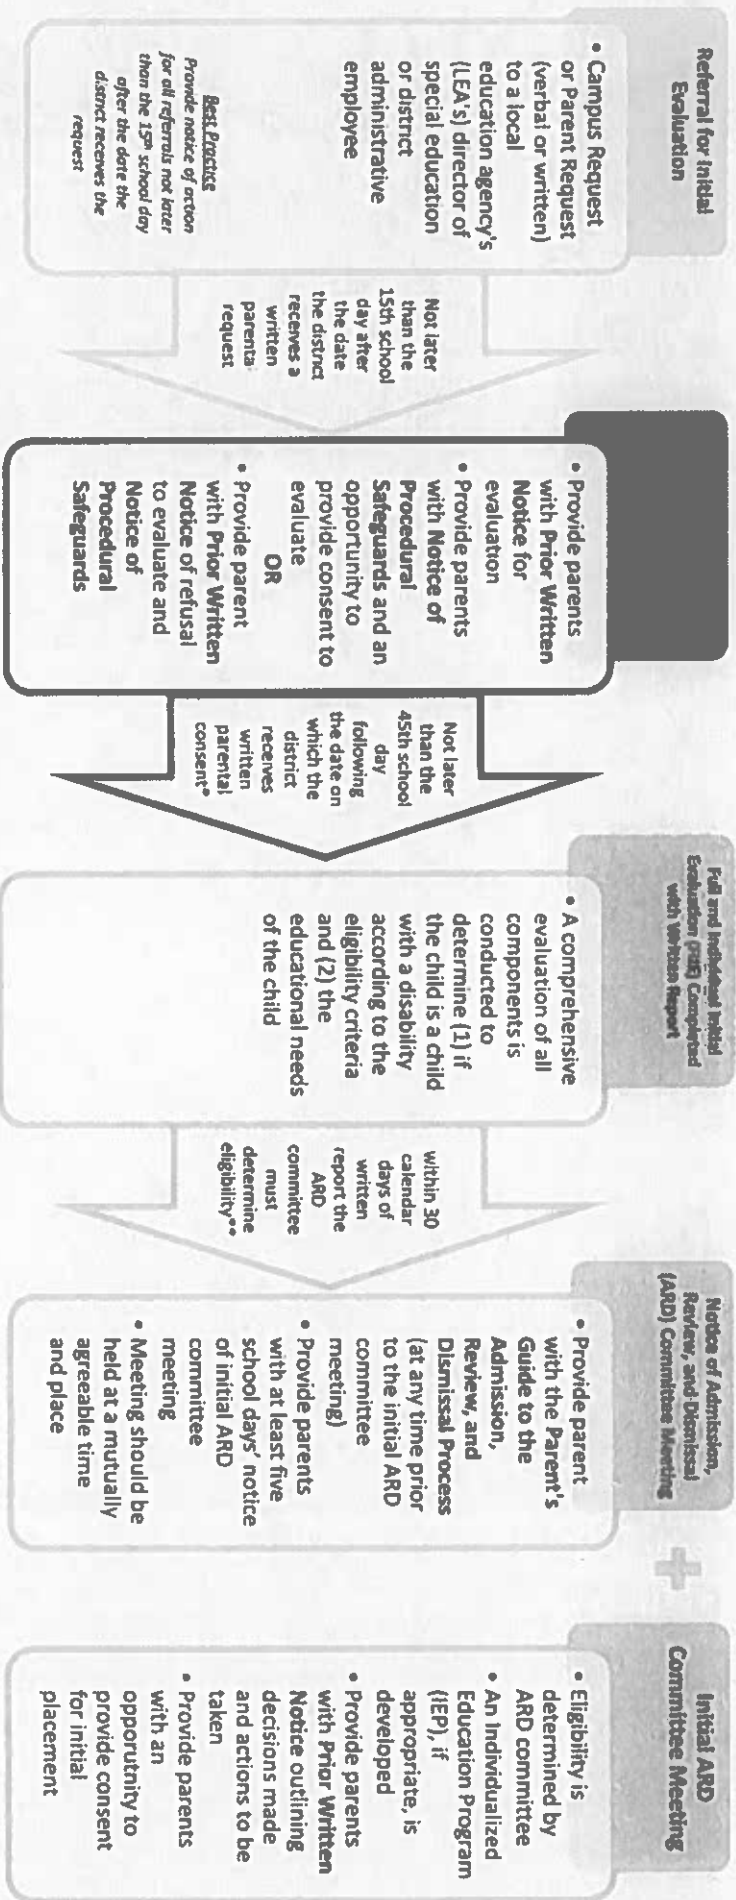 Referral for Initial
Evaluation
• Campus Request
or Parent Request
(verbal or written)
to a local
education agency's
(LEA's) director of
special education
or district
administrative
employee
Best Practice
Provide notice of action
for all referrals not later
than the 15th school day
after the date the
district receives the
request
Not later
than the
15th school
day after
the date
the district
receives a
written
parental
request
• Provide parents
with Prior Written
Notice for
evaluation
• Provide parents
with Notice of
Procedural
Safeguards and an
opportunity to
provide consent to
evaluate
OR
• Provide parent
with Prior Written
Notice of refusal
to evaluate and
Notice of
Procedural
Safeguards
Not later
than the
45th school
day
following
the date on
which the
district
receives
written
parental
consent*
Full and Individual Initial
Evaluation (FIIE) Completed
with Written Report
• A comprehensive
evaluation of all
components is
conducted to
determine (1) if
the child is a child
with a disability
according to the
eligibility criteria
and (2) the
educational needs
of the child
within 30
calendar
days of
written
report the
ARD
committee
must
determine
eligibility**
Notice of Admission,
Review, and Dismissal
(ARD) Committee Meeting
• Provide parent
with the Parent's
Guide to the
Admission,
Review, and
Dismissal Process
(at any time prior
to the initial ARD
committee
meeting)
• Provide parents
with at least five
school days' notice
of initial ARD
committee
meeting
• Meeting should be
held at a mutually
agreeable time
and place
+
Initial ARD
Committee Meeting
• Eligibility is
determined by
ARD committee
• An Individualized
Education Program
(IEP), if
appropriate, is
developed
• Provide parents
with Prior Written
Notice outlining
decisions made
and actions to be
taken
• Provide parents
with an
opporutnity to
provide consent
for initial
placement